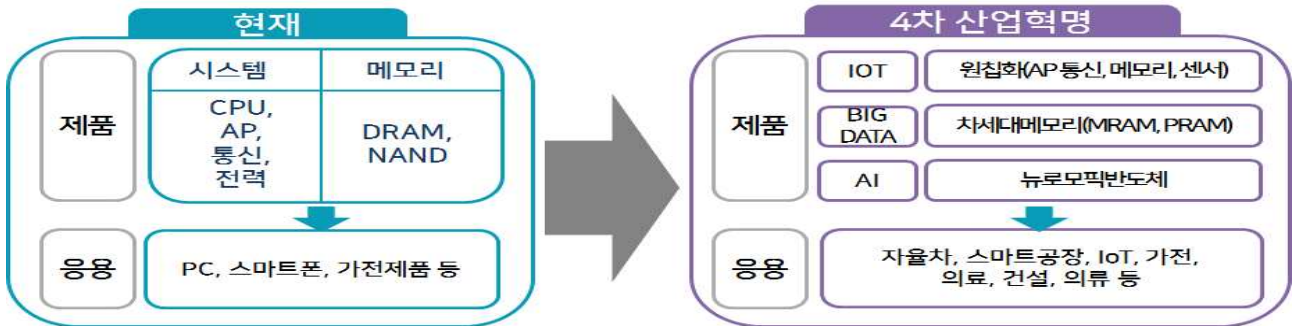 현재
제품
시스템
메모리
CPU,
AP,
통신,
전력
DRAM,
NAND
응용
PC, 스마트폰, 가전제품 등
4차 산업혁명
제품
IOT
원칩화(AP 통신, 메모리, 센서)
BIG
DATA
차세대메모리(MRAM, PRAM)
AI
뉴로모픽반도체
응용
자율차, 스마트공장, IoT, 가전,
의료, 건설, 의류 등